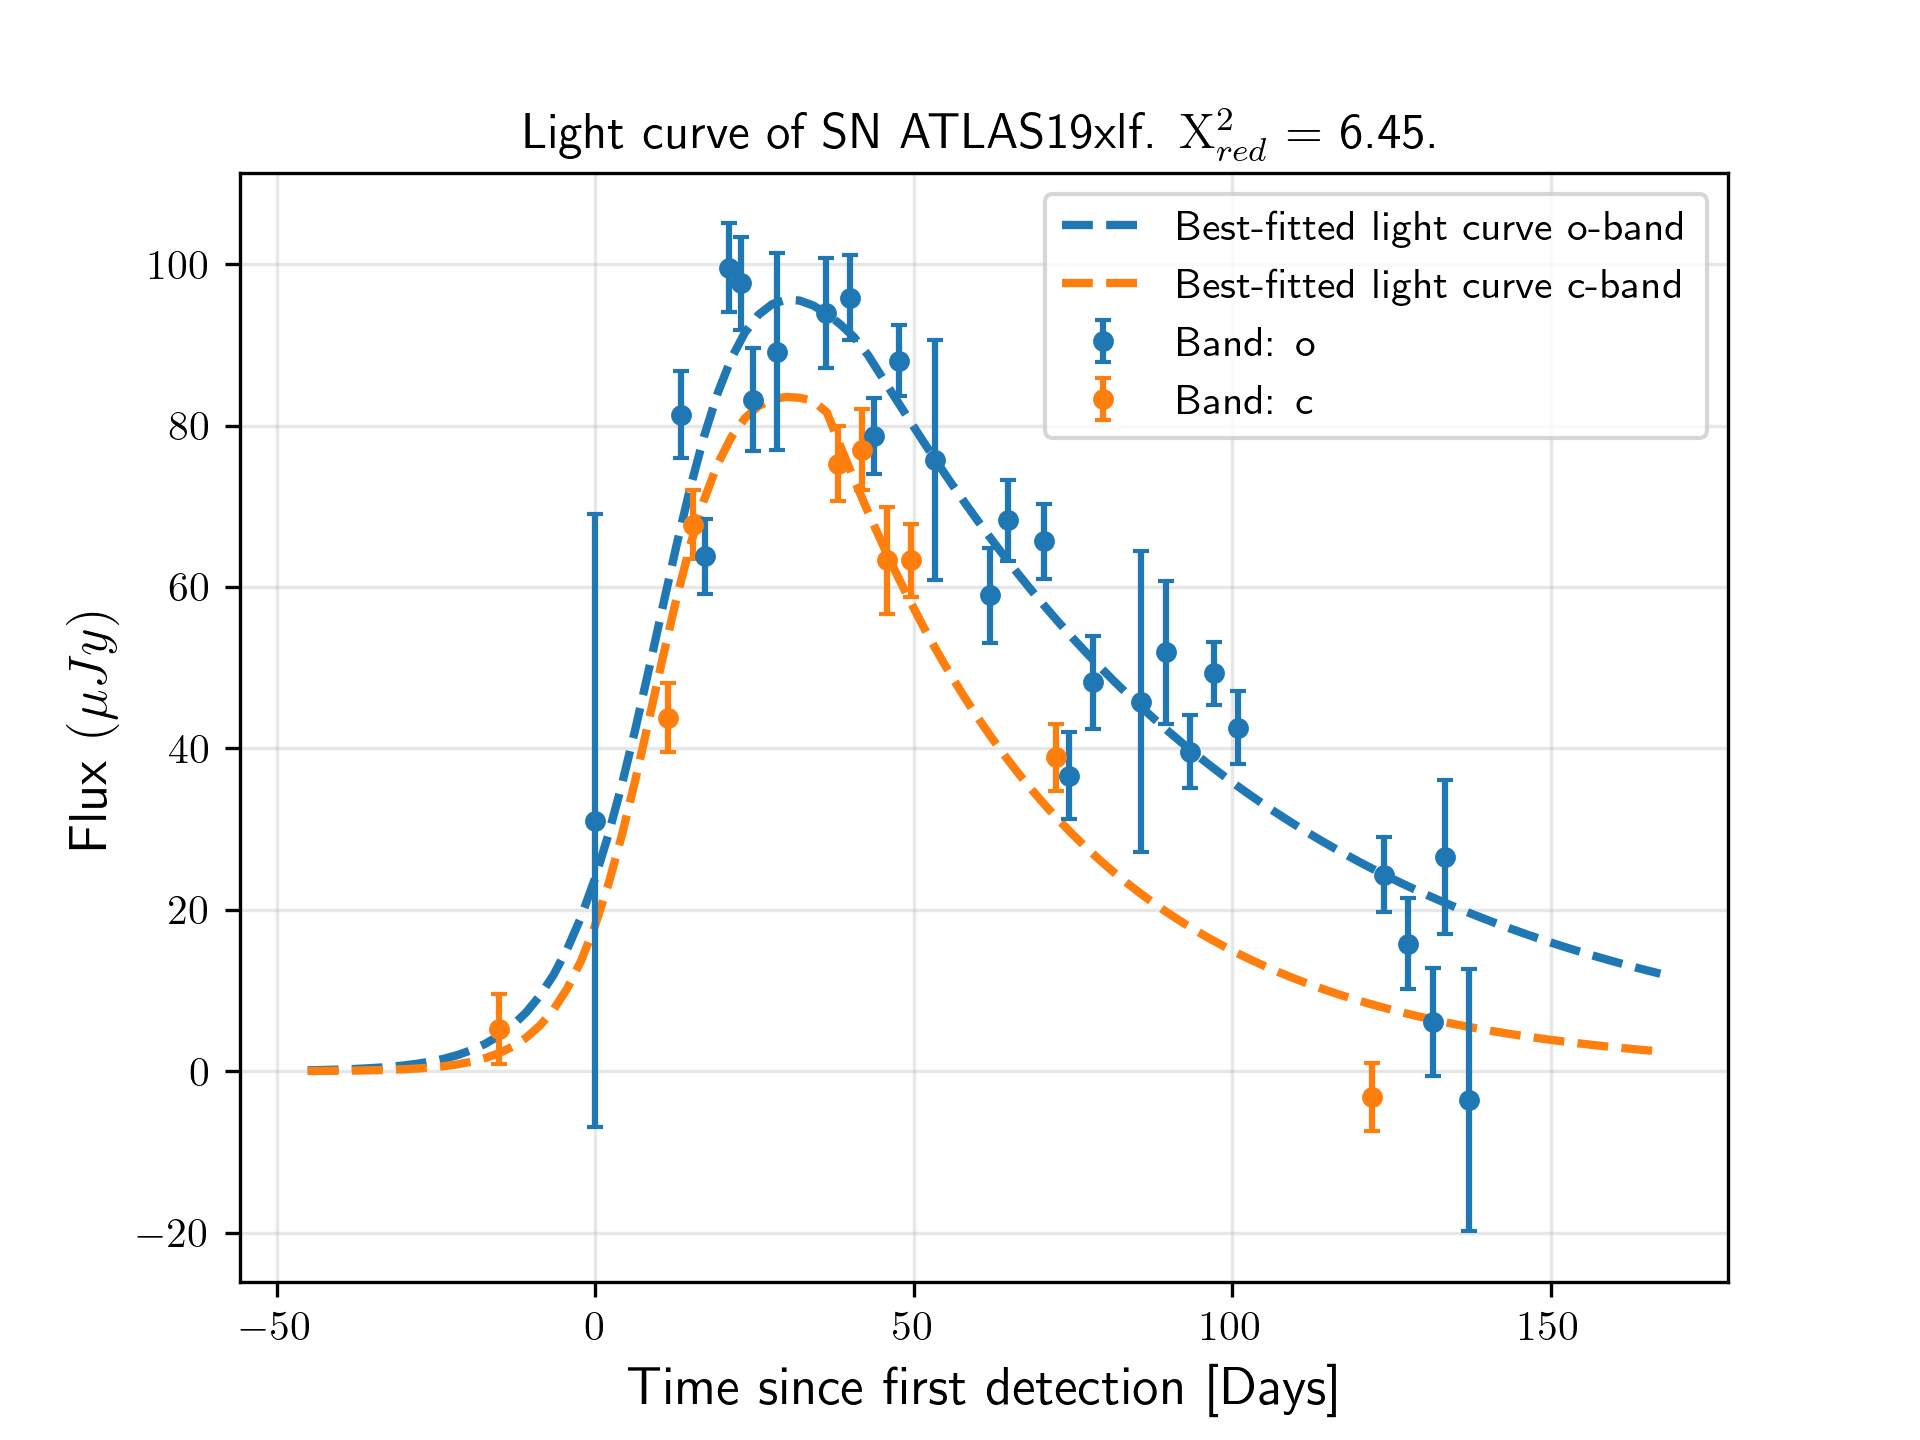 Light curve of SN ATLAS19xlf. X²_red = 6.45.
Best-fitted light curve o-band
Best-fitted light curve c-band
Band: o
Band: c
Flux (μJy)
100
80
60
40
20
0
−20
−50
0
50
100
150
Time since first detection [Days]